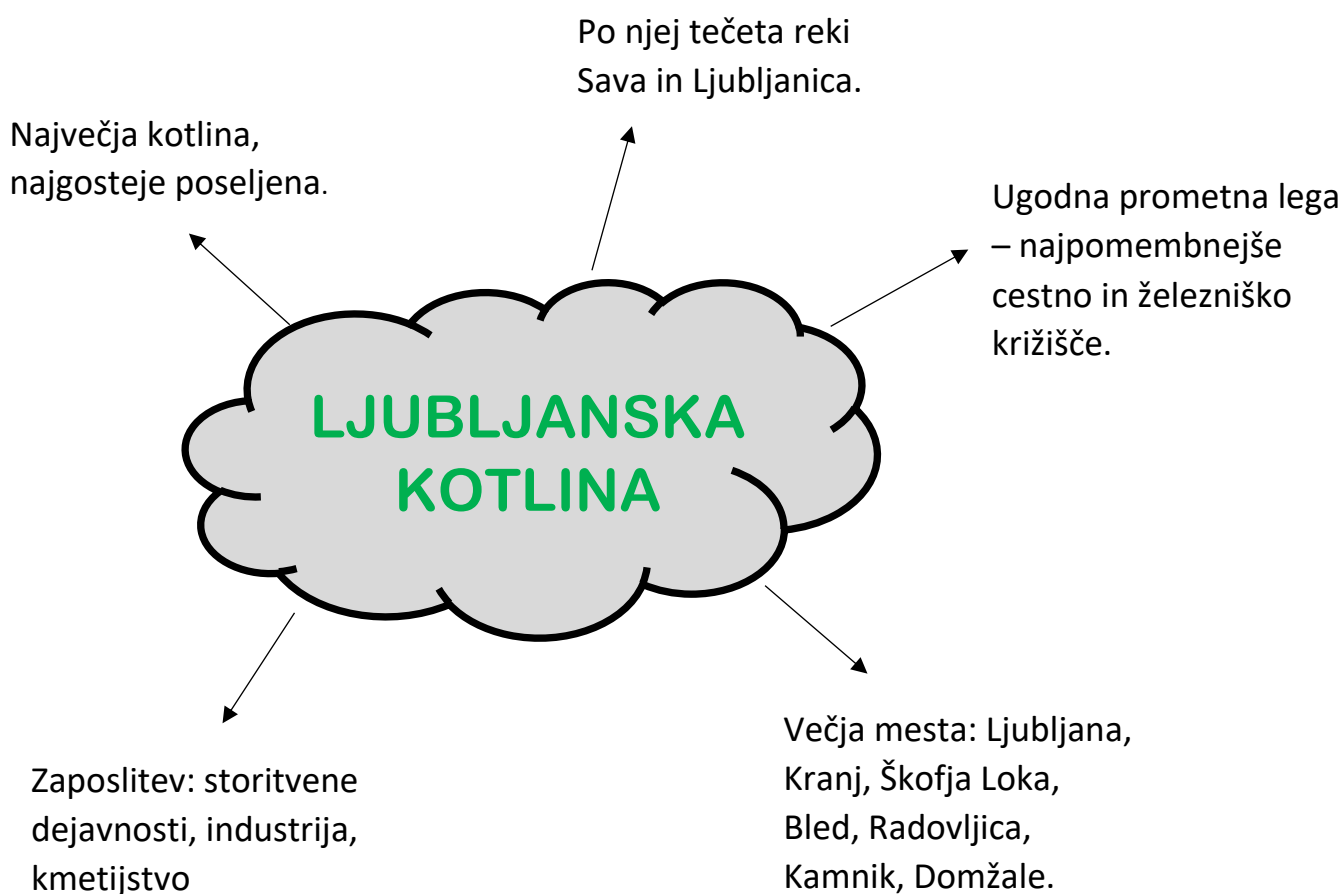 Po njej tečeta reki
Sava in Ljubljanica.
Največja kotlina,
najgosteje poseljena.
Ugodna prometna lega
– najpomembnejše
cestno in železniško
križišče.
LJUBLJANSKA
KOTLINA
Večja mesta: Ljubljana,
Kranj, Škofja Loka,
Bled, Radovljica,
Kamnik, Domžale.
Zaposlitev: storitvene
dejavnosti, industrija,
kmetijstvo